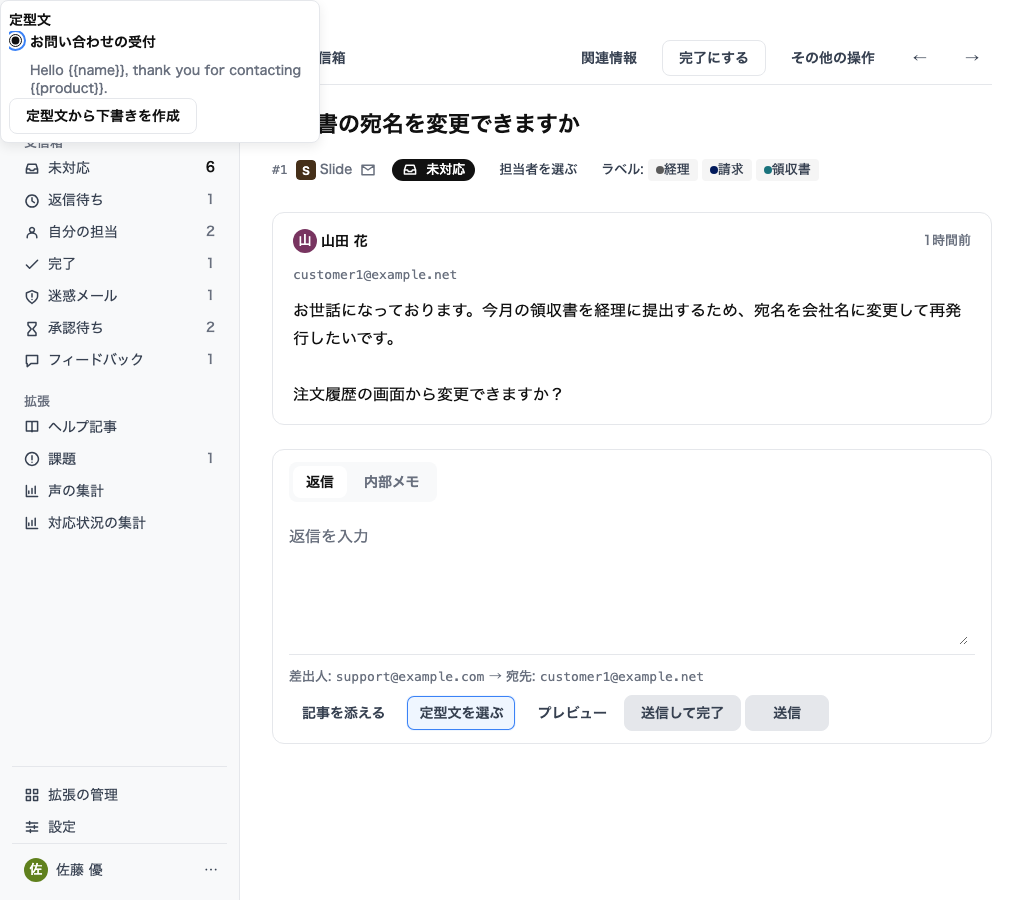 定型文
お問い合わせの受付
Hello {{name}}, thank you for contacting
{{product}}.
定型文から下書きを作成
信箱
関連情報
完了にする
その他の操作
←
→
書の宛名を変更できますか
#1
S
Slide
未対応
担当者を選ぶ
ラベル:
経理
請求
領収書
受信箱
未対応 6
返信待ち 1
自分の担当 2
完了 1
迷惑メール 1
承認待ち 2
フィードバック 1
拡張
ヘルプ記事
課題 1
声の集計
対応状況の集計
拡張の管理
設定
佐 佐藤 優 ...
山 山田 花
1時間前
customer1@example.net
お世話になっております。今月の領収書を経理に提出するため、宛名を会社名に変更して再発
行したいです。
注文履歴の画面から変更できますか？
返信
内部メモ
返信を入力
差出人: support@example.com → 宛先: customer1@example.net
記事を添える
定型文を選ぶ
プレビュー
送信して完了
送信